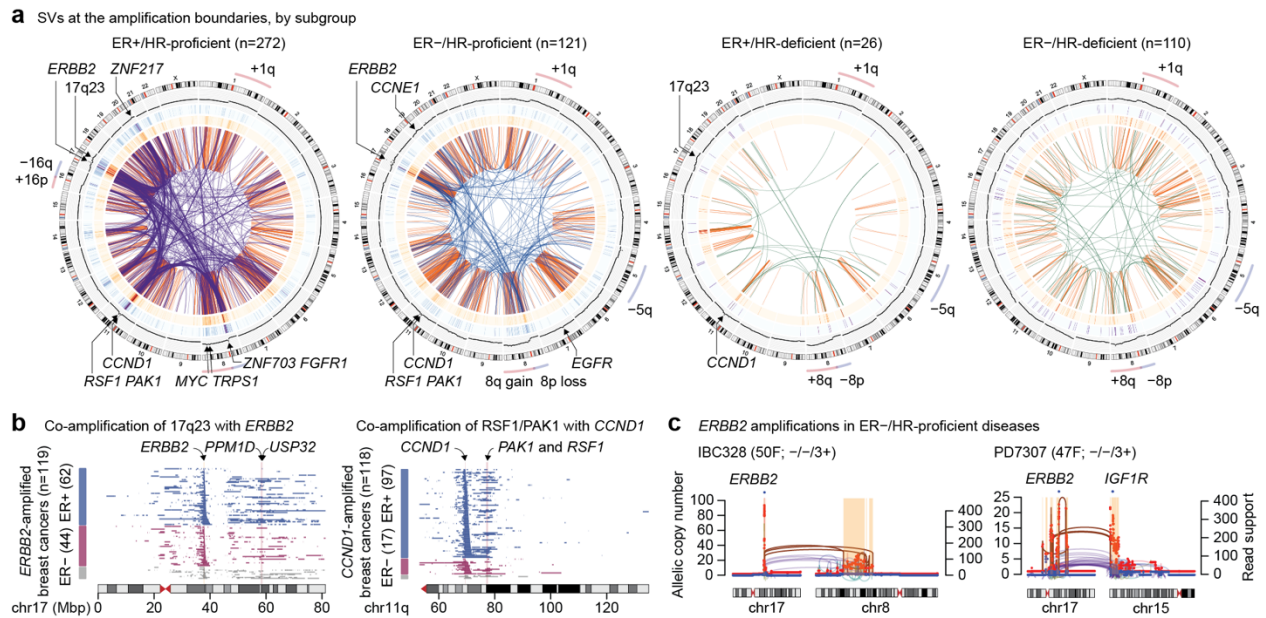 a SVs at the amplification boundaries, by subgroup
ER+/HR-proficient (n=272)
ERBB2 ZNF217
17q23
+1q
−16q
+16p
CCND1
RSF1 PAK1
MYC TRPS1
ZNF703 FGFR1
ER−/HR-proficient (n=121)
ERBB2
CCNE1
+1q
−5q
CCND1
RSF1 PAK1
8q gain 8p loss
EGFR
ER+/HR-deficient (n=26)
17q23
+1q
−5q
CCND1
+8q −8p
ER−/HR-deficient (n=110)
+1q
−5q
+8q −8p
b Co-amplification of 17q23 with ERBB2
ERBB2 PPM1D USP32
ERBB2-amplified
breast cancers (n=119)
ER− (44) ER+ (62)
0 20 40 60 80
chr17 (Mbp)
Co-amplification of RSF1/PAK1 with CCND1
CCND1 PAK1 and RSF1
CCND1-amplified
breast cancers (n=118)
ER− (17) ER+ (97)
60 80 100 120
chr11q
c ERBB2 amplifications in ER−/HR-proficient diseases
IBC328 (50F; −/−/3+)
ERBB2
Allelic copy number
100
80
60
40
20
0
400
300
200
100
0
chr17 chr8
PD7307 (47F; −/−/3+)
ERBB2 IGF1R
25
20
15
10
5
0
400
300
200
100
0
Read support
chr17 chr15